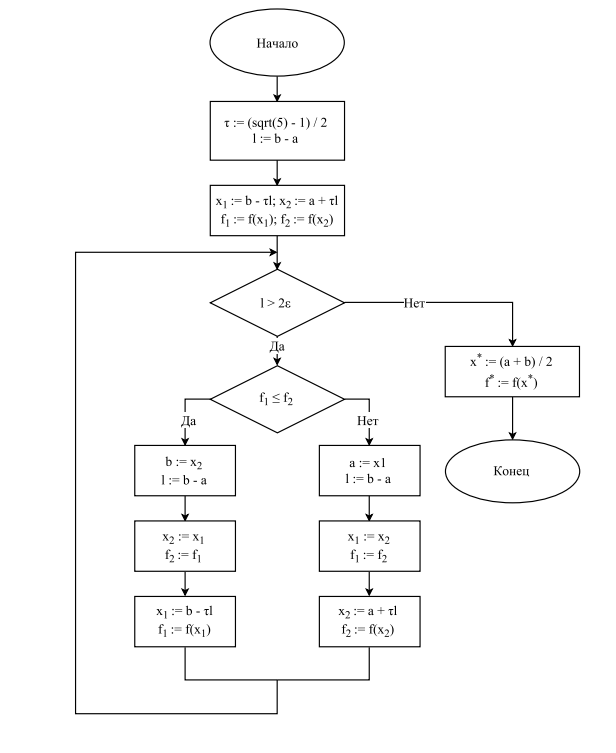 Начало
τ := (sqrt(5) - 1) / 2
l := b - a
x₁ := b - τl; x₂ := a + τl
f₁ := f(x₁); f₂ := f(x₂)
l > 2ε
Нет
Да
x* := (a + b) / 2
f* := f(x*)
f₁ ≤ f₂
Да
Нет
b := x₂
l := b - a
a := x1
l := b - a
Конец
x₂ := x₁
f₂ := f₁
x₁ := x₂
f₁ := f₂
x₁ := b - τl
f₁ := f(x₁)
x₂ := a + τl
f₂ := f(x₂)